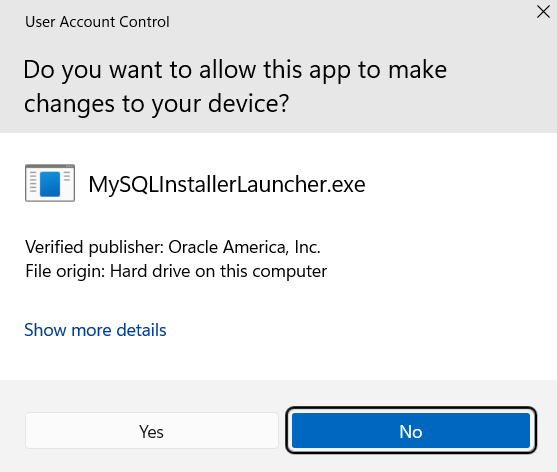 User Account Control
Do you want to allow this app to make
changes to your device?
MySQLInstallerLauncher.exe
Verified publisher: Oracle America, Inc.
File origin: Hard drive on this computer
Show more details
Yes
No